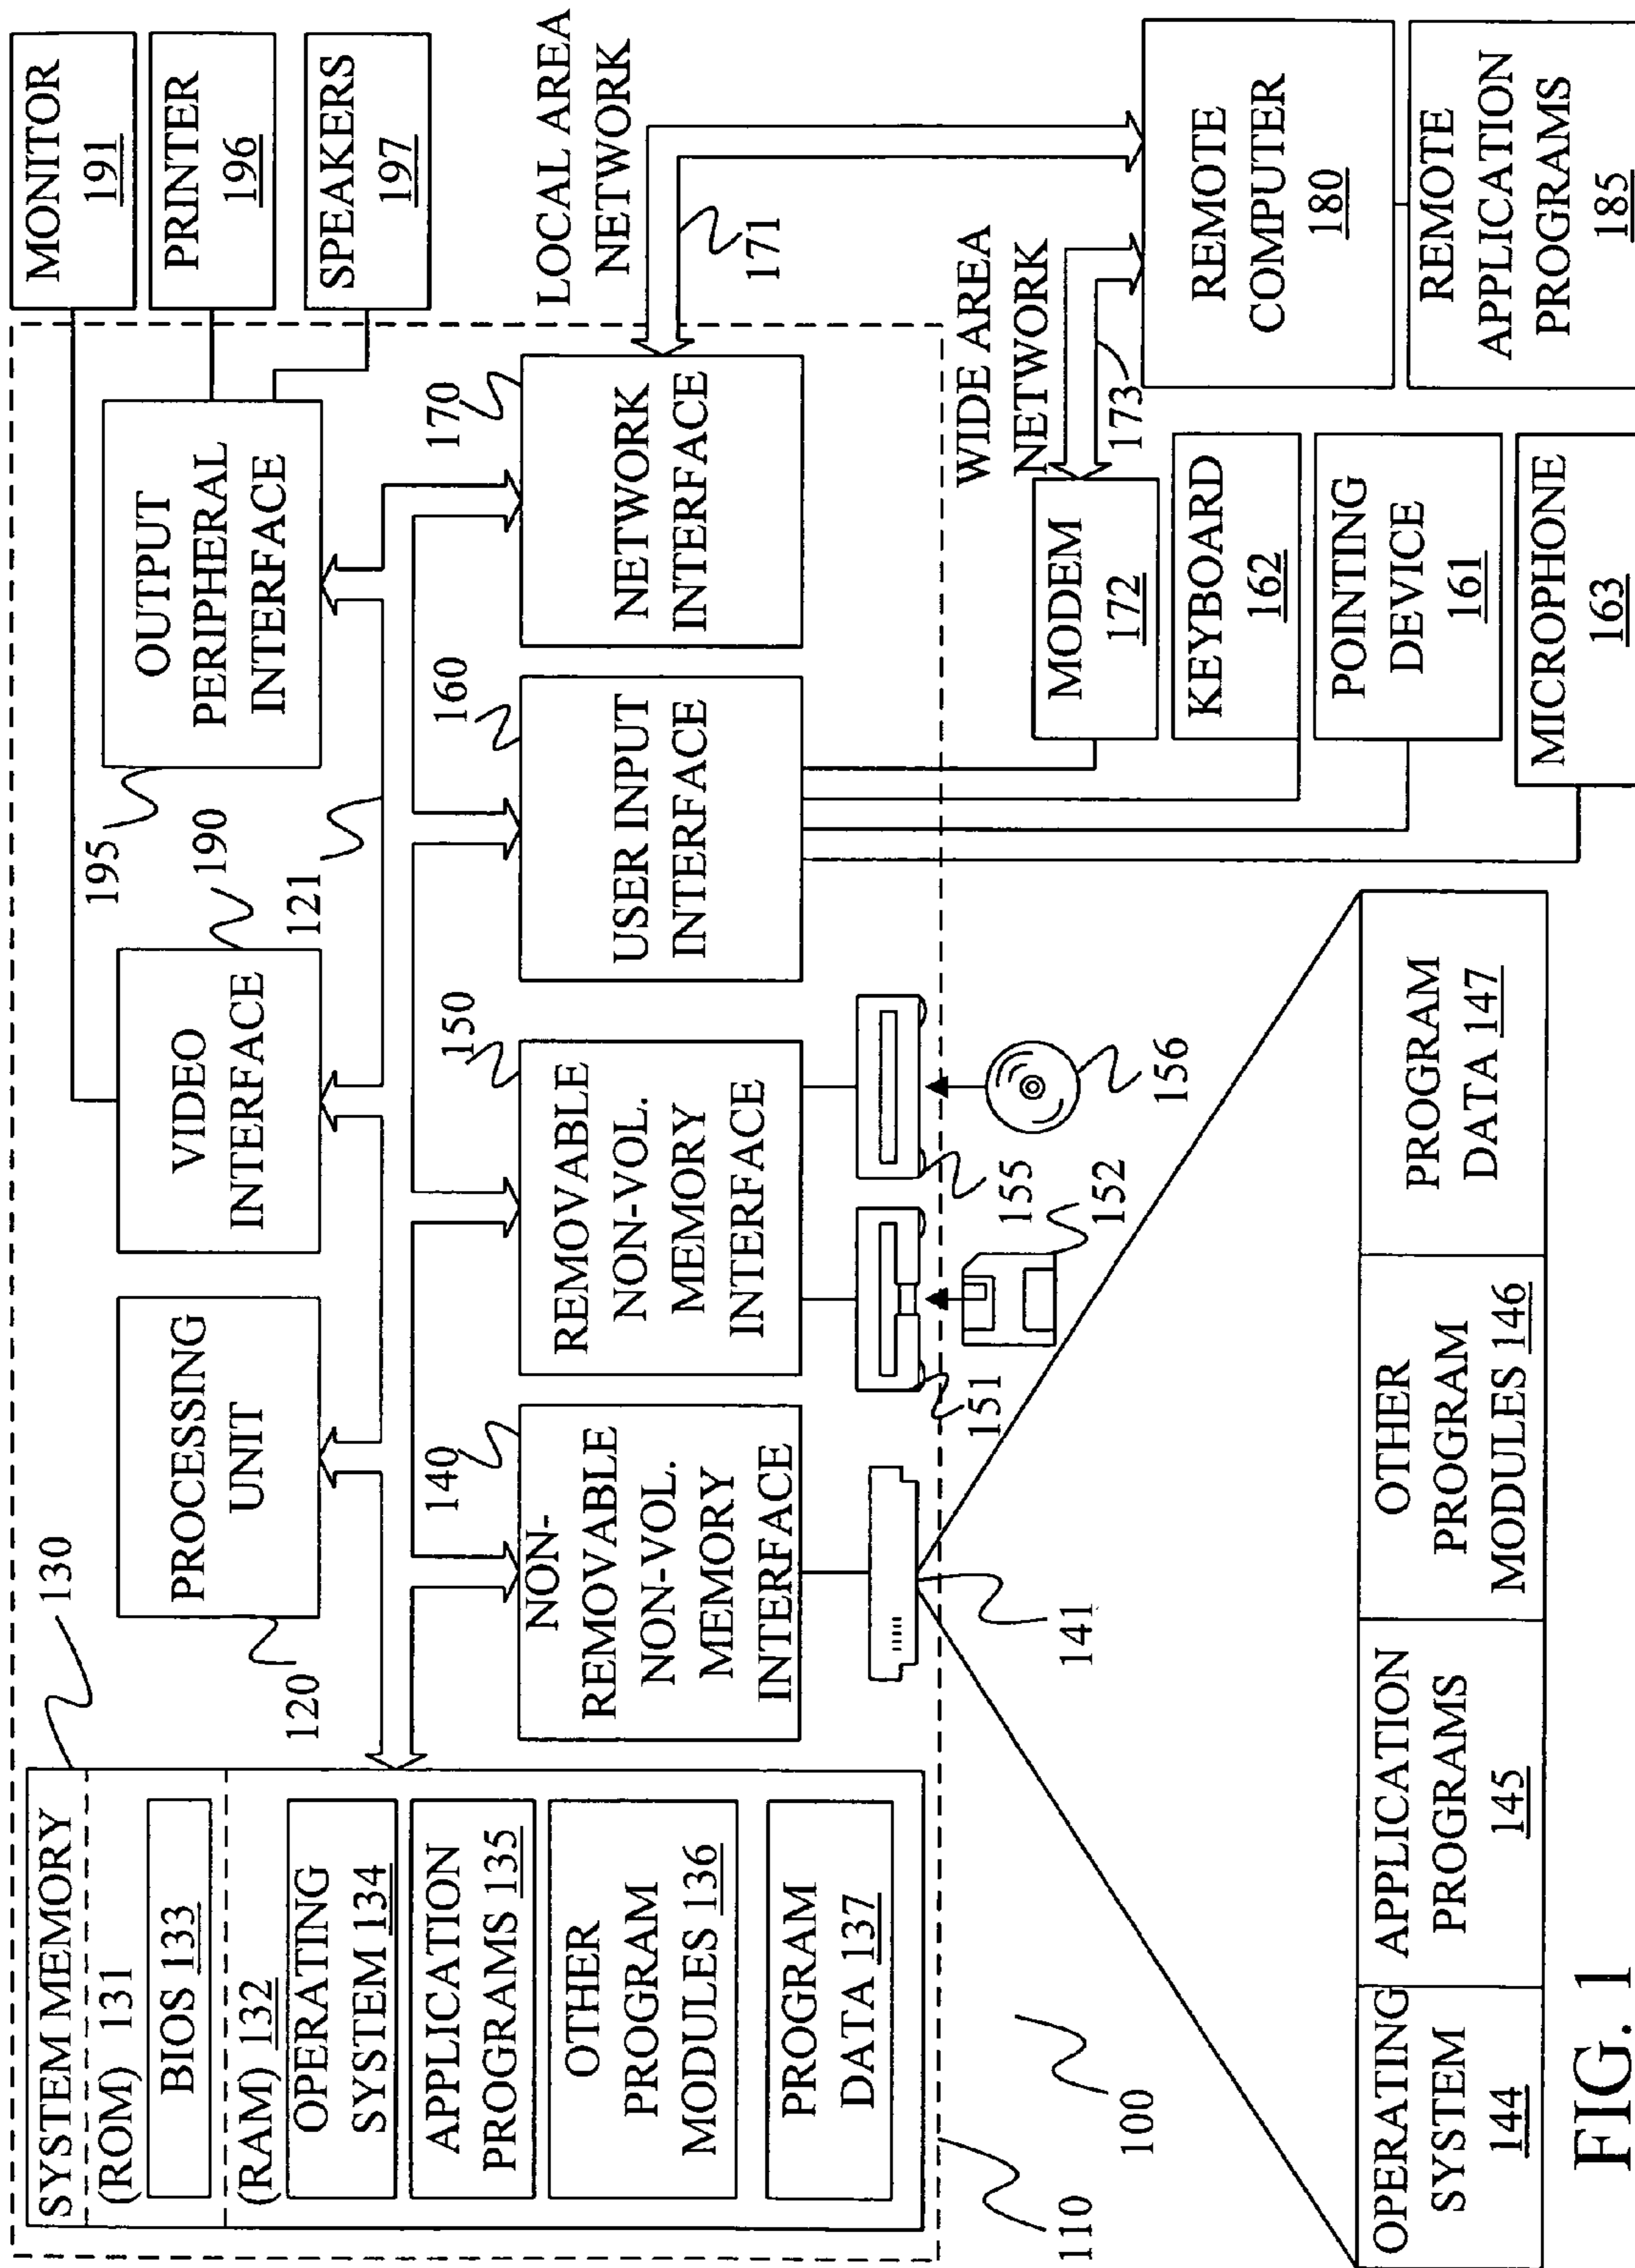 SYSTEM MEMORY
(ROM) 131
BIOS 133
(RAM) 132
OPERATING
SYSTEM 134
APPLICATION
PROGRAMS 135
OTHER
PROGRAM
MODULES 136
PROGRAM
DATA 137
130
PROCESSING
UNIT
120
VIDEO
INTERFACE
190
OUTPUT
PERIPHERAL
INTERFACE
195
121
MONITOR
191
PRINTER
196
SPEAKERS
197
NON-
REMOVABLE
NON-VOL.
MEMORY
INTERFACE
140
REMOVABLE
NON-VOL.
MEMORY
INTERFACE
150
USER INPUT
INTERFACE
160
NETWORK
INTERFACE
170
LOCAL AREA
NETWORK
171
141
151
152
155
156
WIDE AREA
NETWORK
173
MODEM
172
KEYBOARD
162
POINTING
DEVICE
161
MICROPHONE
163
REMOTE
COMPUTER
180
REMOTE
APPLICATION
PROGRAMS
185
110
100
OPERATING
SYSTEM
144
APPLICATION
PROGRAMS
145
OTHER
PROGRAM
MODULES 146
PROGRAM
DATA 147
FIG. 1